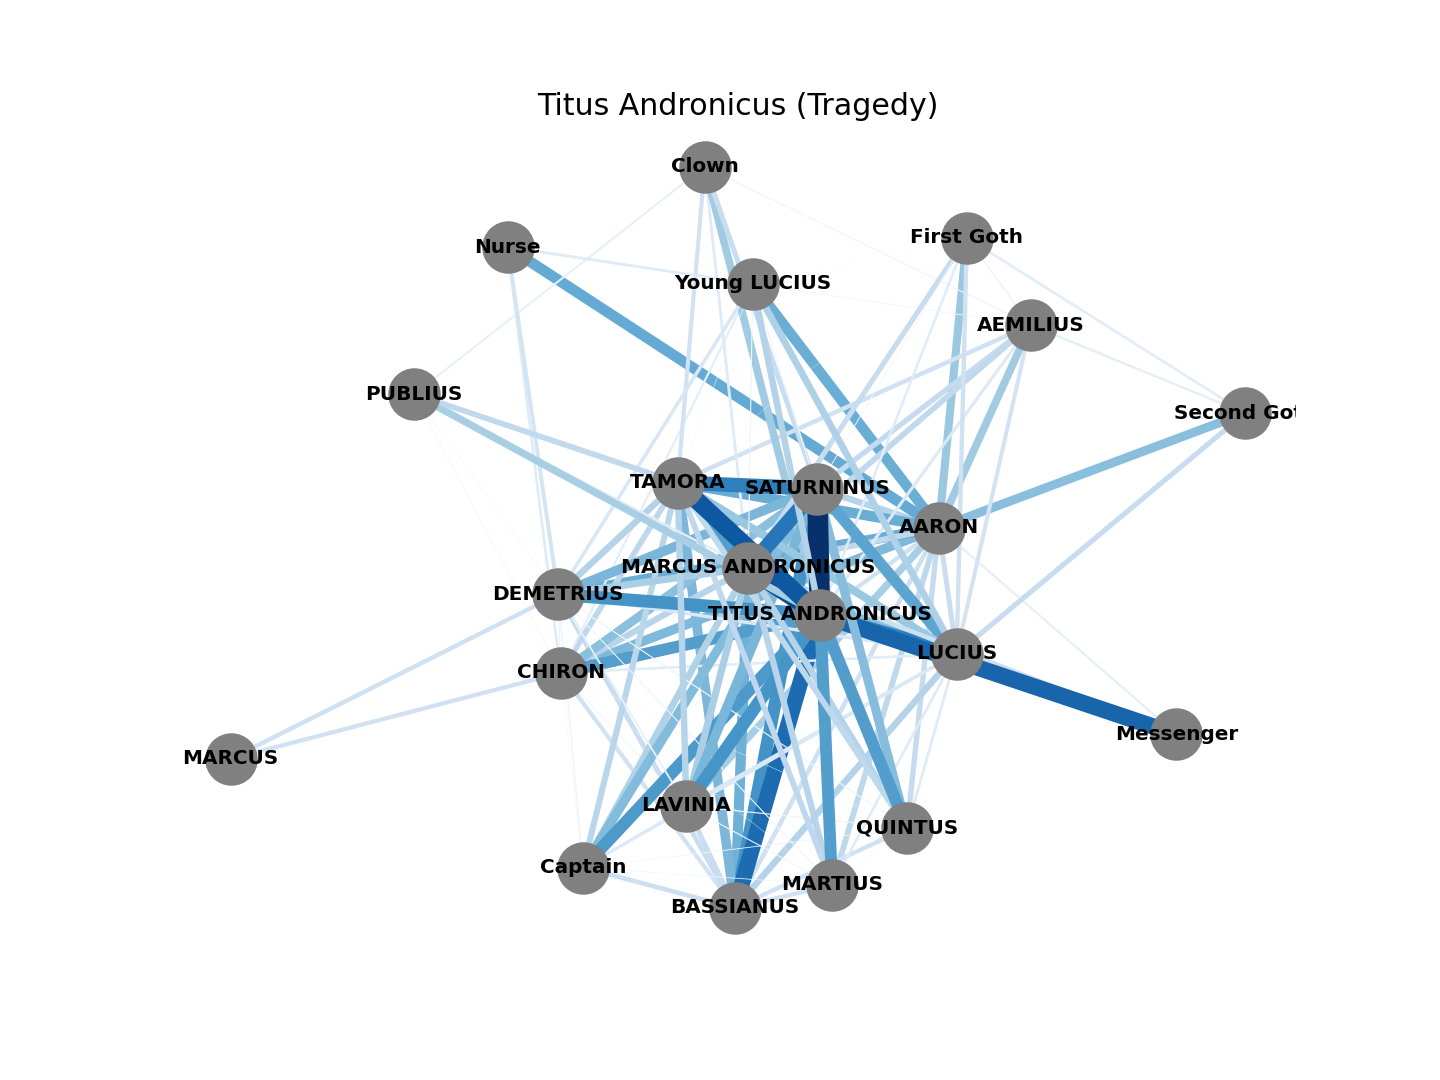 Titus Andronicus (Tragedy)
Clown
First Goth
Nurse
Young LUCIUS
AEMILIUS
PUBLIUS
Second Got
TAMORA
SATURNINUS
AARON
MARCUS ANDRONICUS
DEMETRIUS
TITUS ANDRONICUS
LUCIUS
CHIRON
Messenger
MARCUS
LAVINIA
QUINTUS
Captain
MARTIUS
BASSIANUS